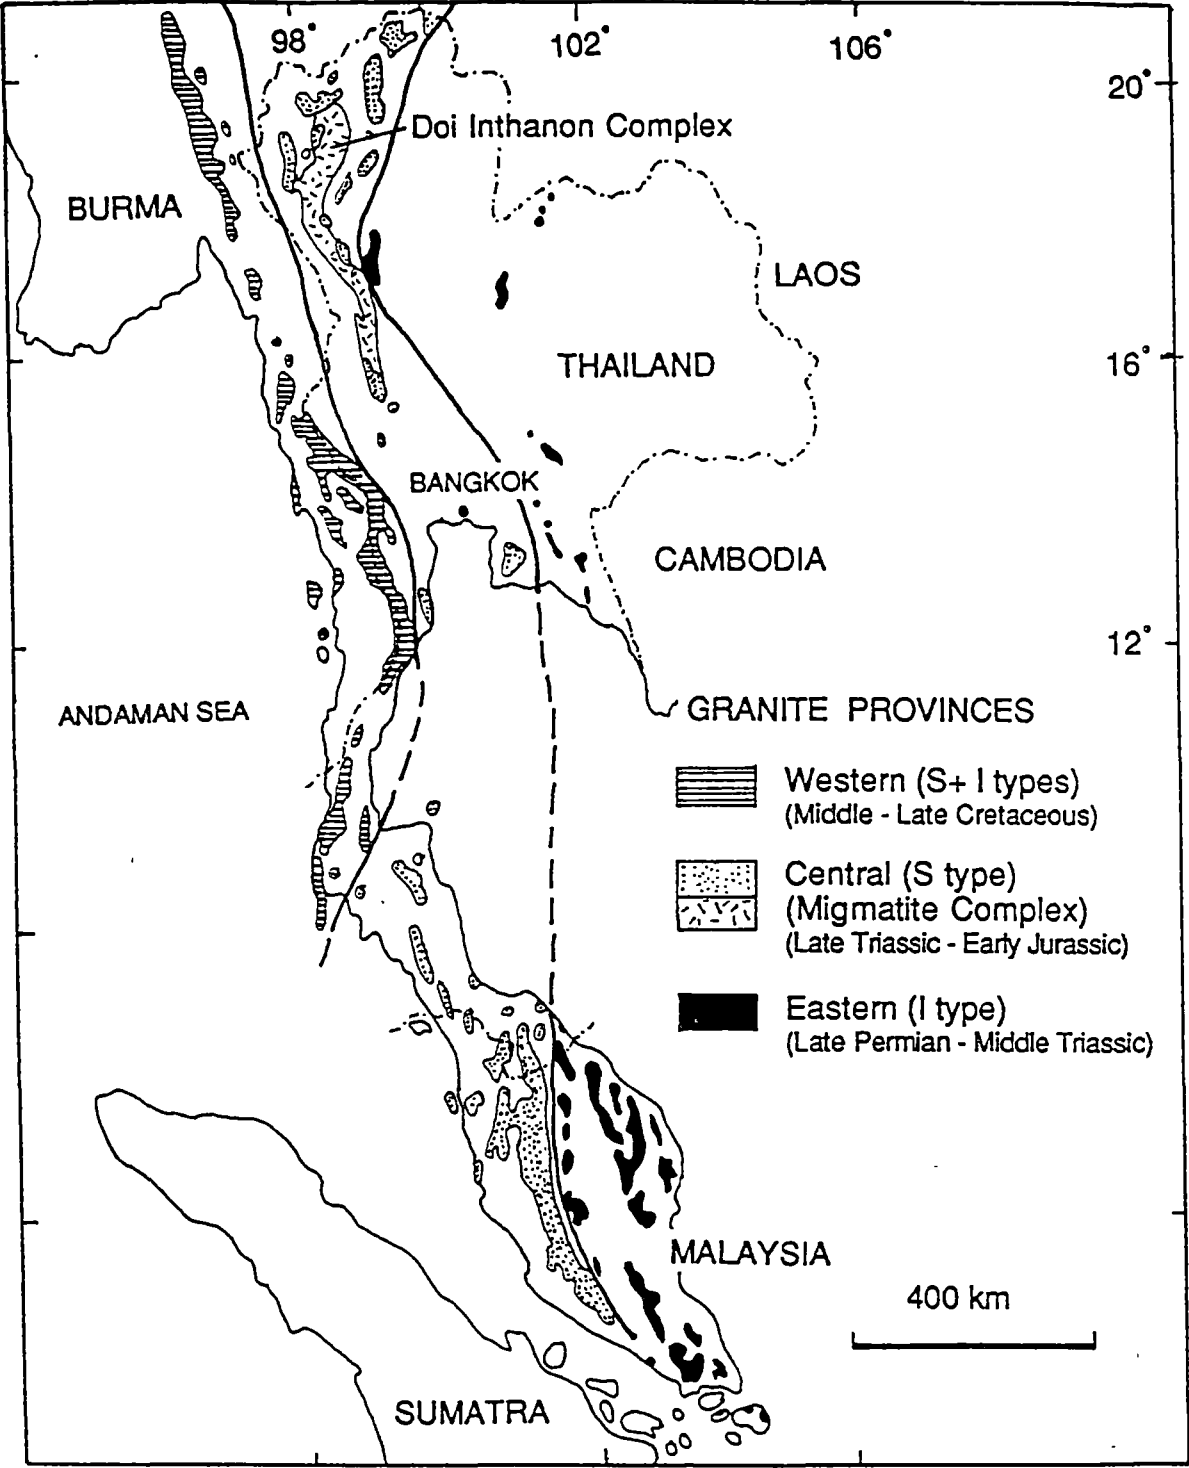 98°
102°
106°
20°
Doi Inthanon Complex
BURMA
LAOS
THAILAND
16°
BANGKOK
CAMBODIA
12°
ANDAMAN SEA
GRANITE PROVINCES
Western (S+ I types)
(Middle - Late Cretaceous)
Central (S type)
(Migmatite Complex)
(Late Triassic - Early Jurassic)
Eastern (I type)
(Late Permian - Middle Triassic)
MALAYSIA
400 km
SUMATRA